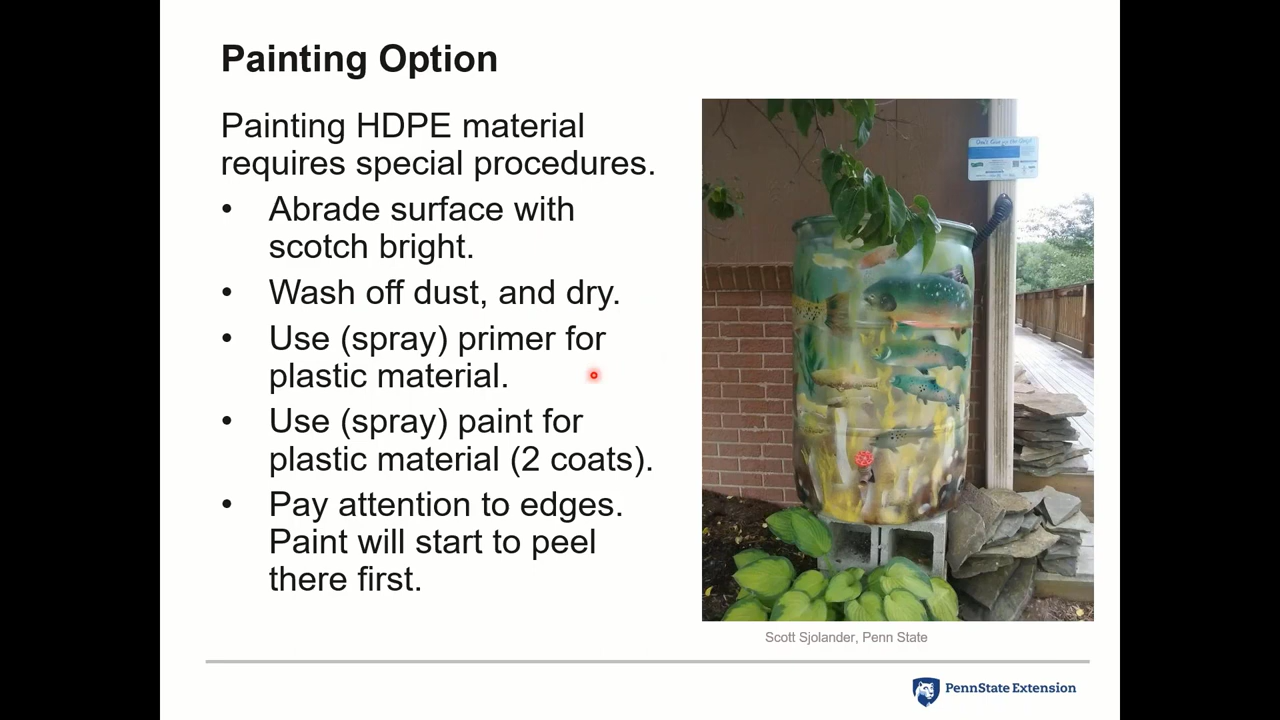 Painting Option
Painting HDPE material
requires special procedures.
• Abrade surface with
scotch bright.
• Wash off dust, and dry.
• Use (spray) primer for
plastic material.
• Use (spray) paint for
plastic material (2 coats).
• Pay attention to edges.
Paint will start to peel
there first.
Scott Sjolander, Penn State
PennState Extension